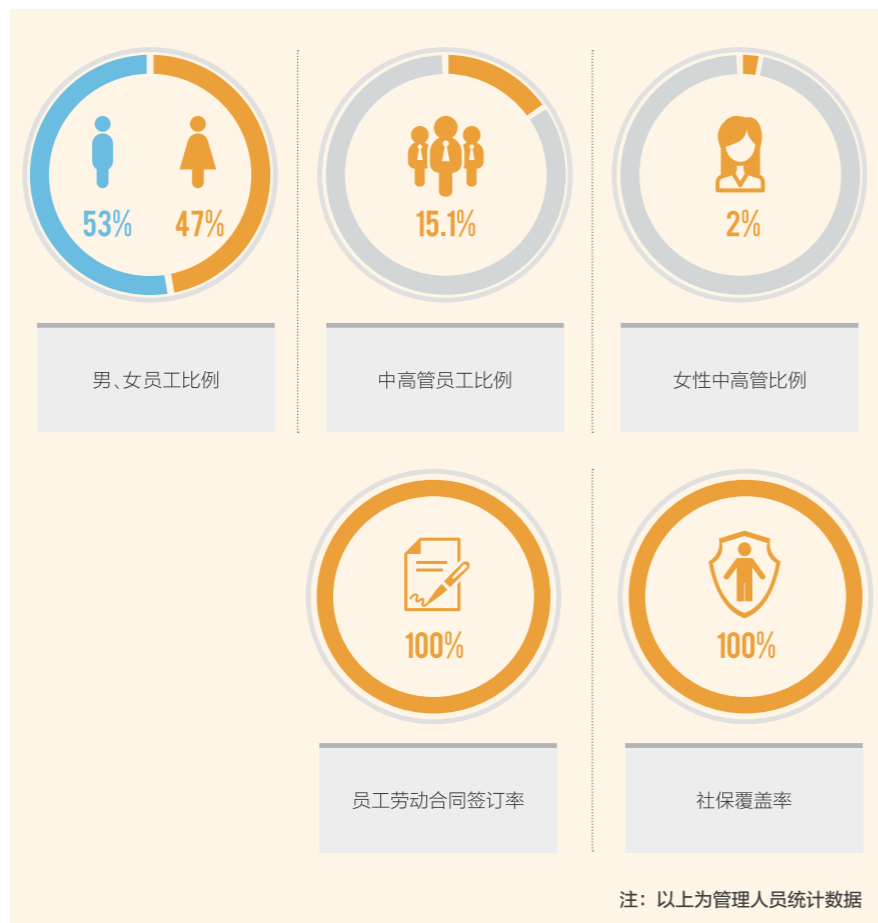 53% 47%
15.1%
2%
男、女员工比例
中高管员工比例
女性中高管比例
100%
100%
员工劳动合同签订率
社保覆盖率
注：以上为管理人员统计数据